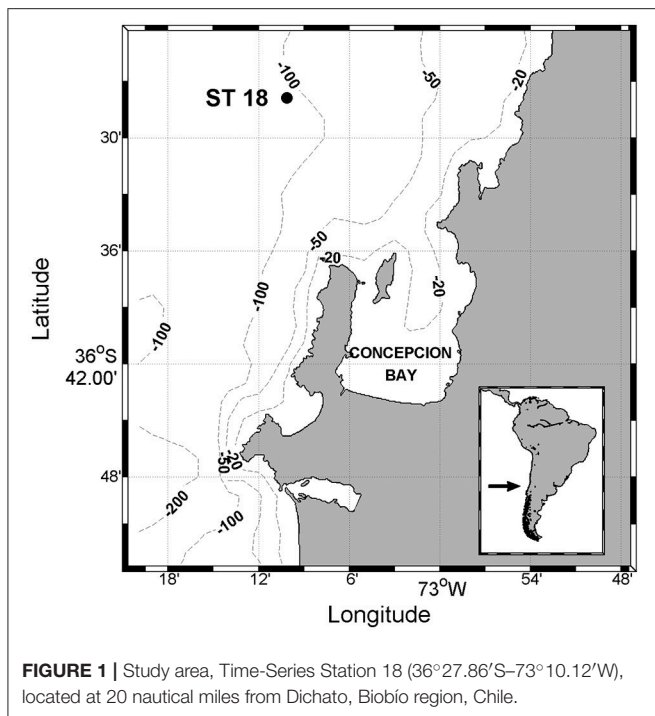 -100
-50
-20
ST 18
30'
-50
-20
36'
-20
-100
-100
Latitude
36°S
42.00'
CONCEPCION
BAY
-20
-50
48'
-200
-100
18'
12'
6'
73°W
54'
48'
Longitude
FIGURE 1 | Study area, Time-Series Station 18 (36°27.86′S–73°10.12′W),
located at 20 nautical miles from Dichato, Biobío region, Chile.